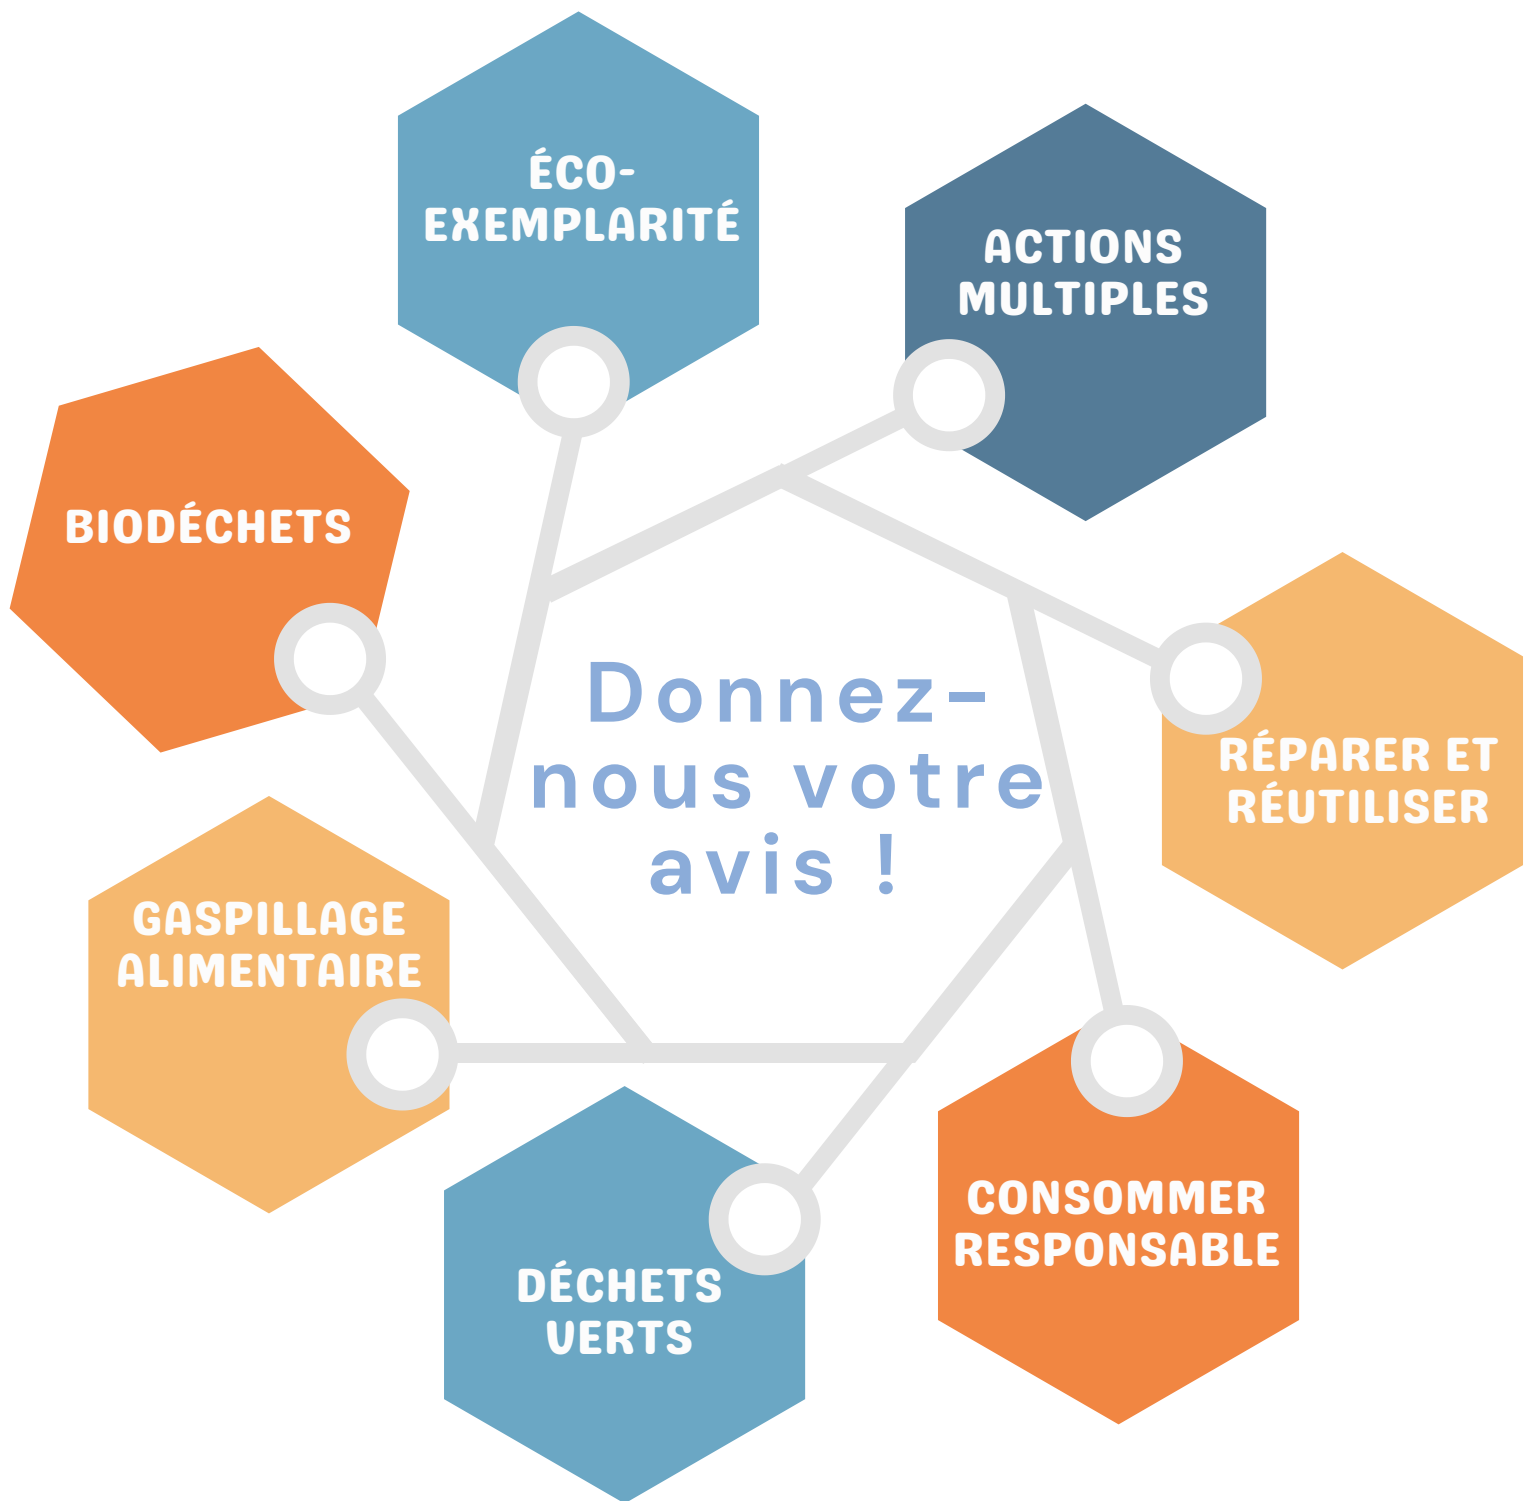 ÉCO-
EXEMPLARITÉ
ACTIONS
MULTIPLES
BIODÉCHETS
Donnez-
nous votre
avis !
RÉPARER ET
RÉUTILISER
GASPILLAGE
ALIMENTAIRE
CONSOMMER
RESPONSABLE
DÉCHETS
VERTS